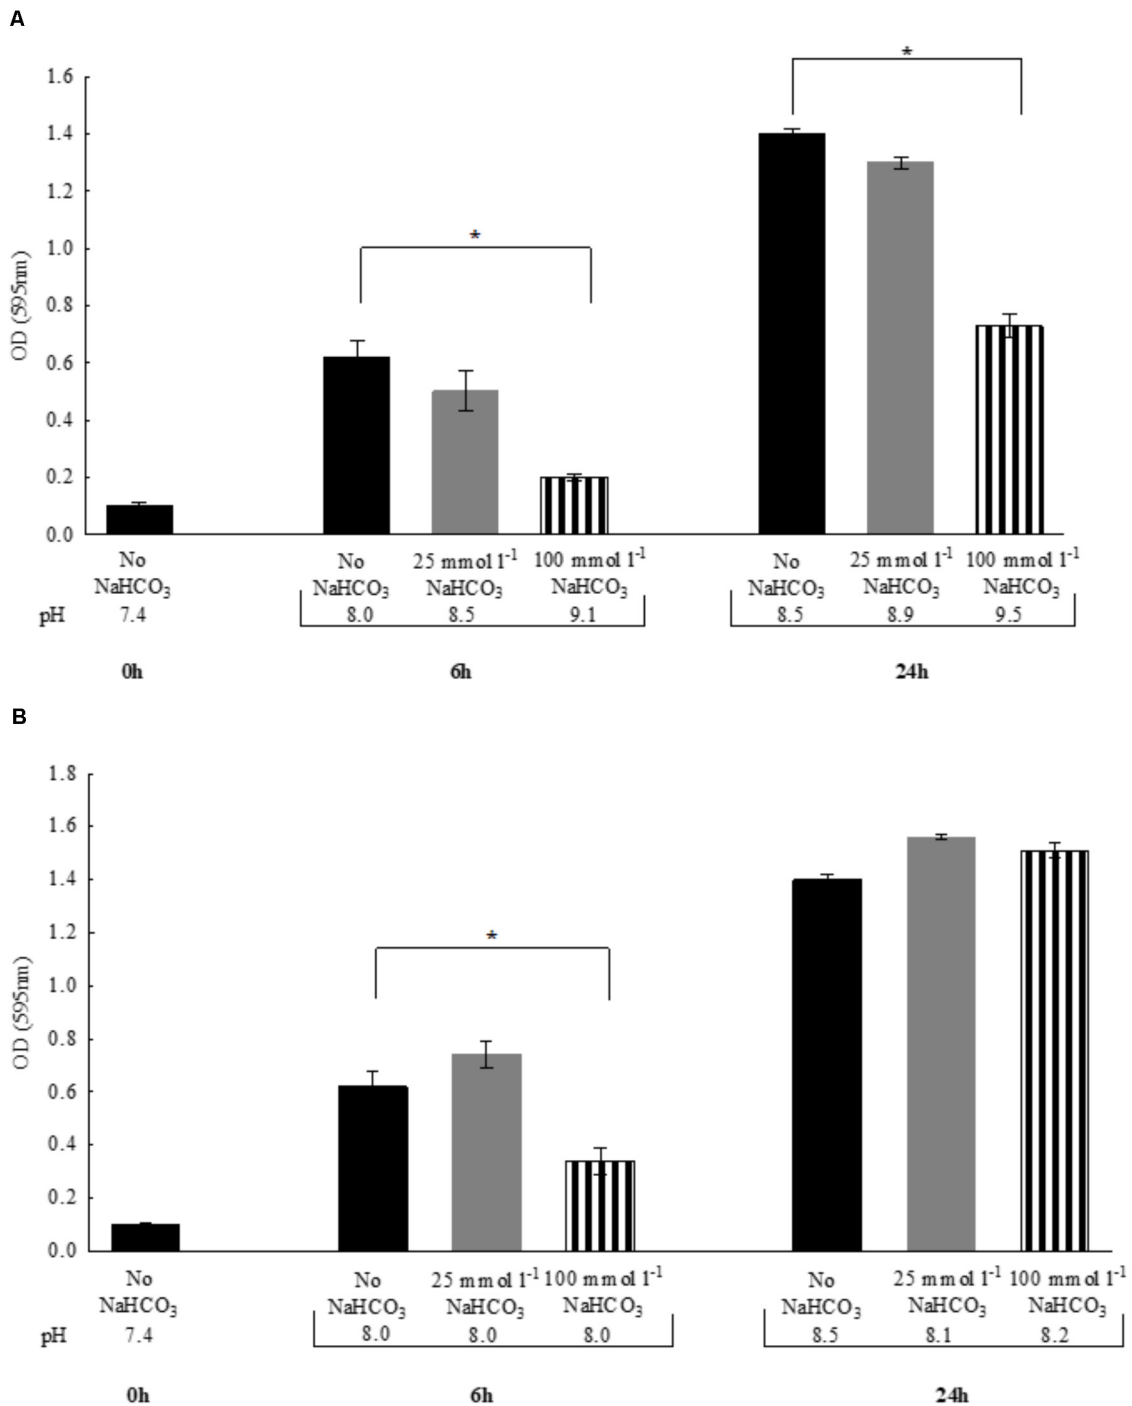 A
*
1.6
1.4
1.2
*
1.0
0.8
0.6
0.4
0.2
0.0
OD (595nm)
No No 25 mmol l⁻¹ 100 mmol l⁻¹ No 25 mmol l⁻¹ 100 mmol l⁻¹
NaHCO₃ NaHCO₃ NaHCO₃ NaHCO₃ NaHCO₃ NaHCO₃ NaHCO₃
pH 7.4 8.0 8.5 9.1 8.5 8.9 9.5
0h 6h 24h
B
1.8
1.6
1.4
1.2
*
1.0
0.8
0.6
0.4
0.2
0.0
OD (595nm)
No No 25 mmol l⁻¹ 100 mmol l⁻¹ No 25 mmol l⁻¹ 100 mmol l⁻¹
NaHCO₃ NaHCO₃ NaHCO₃ NaHCO₃ NaHCO₃ NaHCO₃ NaHCO₃
pH 7.4 8.0 8.0 8.0 8.5 8.1 8.2
0h 6h 24h